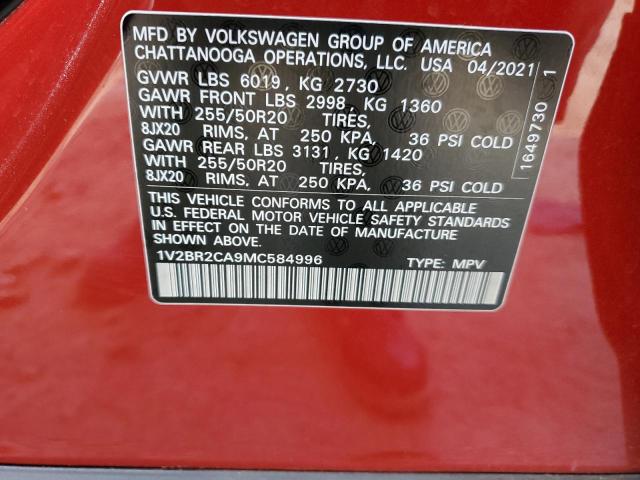 MFD BY VOLKSWAGEN GROUP OF AMERICA
CHATTANOOGA OPERATIONS, LLC. USA 04/2021
GVWR LBS 6019, KG 2730
GAWR FRONT LBS 2998, KG 1360
WITH 255/50R20 TIRES,
8JX20 RIMS, AT 250 KPA, 36 PSI COLD
GAWR REAR LBS 3131, KG 1420
WITH 255/50R20 TIRES,
8JX20 RIMS, AT 250 KPA, 36 PSI COLD
THIS VEHICLE CONFORMS TO ALL APPLICABLE
U.S. FEDERAL MOTOR VEHICLE SAFETY STANDARDS
IN EFFECT ON THE DATE OF MANUFACTURE
SHOWN ABOVE.
1V2BR2CA9MC584996 TYPE: MPV
1649730 1